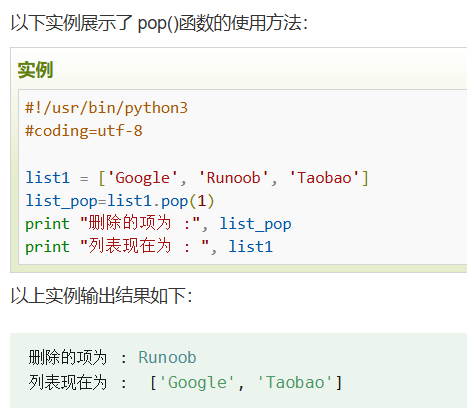 以下实例展示了 pop()函数的使用方法：
实例
#!/usr/bin/python3
#coding=utf-8
list1 = ['Google', 'Runoob', 'Taobao']
list_pop=list1.pop(1)
print "删除的项为 :", list_pop
print "列表现在为 : ", list1
以上实例输出结果如下：
删除的项为 : Runoob
列表现在为 :  ['Google', 'Taobao']